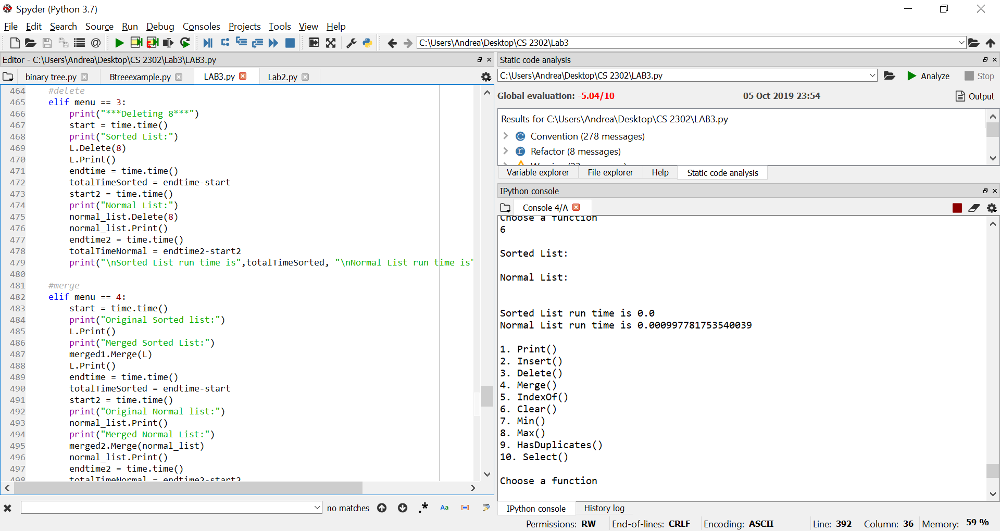 Spyder (Python 3.7)
File Edit Search Source Run Debug Consoles Projects Tools View Help
C:\Users\Andrea\Desktop\CS 2302\Lab3
Editor - C:\Users\Andrea\Desktop\CS 2302\Lab3\LAB3.py
binary tree.py Btreeexample.py LAB3.py Lab2.py
464 #delete
465 elif menu == 3:
466 print("***Deleting 8***")
467 start = time.time()
468 print("Sorted List:")
469 L.Delete(8)
470 L.Print()
471 endtime = time.time()
472 totalTimeSorted = endtime-start
473 start2 = time.time()
474 print("Normal List:")
475 normal_list.Delete(8)
476 normal_list.Print()
477 endtime2 = time.time()
478 totalTimeNormal = endtime2-start2
479 print("\nSorted List run time is",totalTimeSorted, "\nNormal List run time is"
480
481 #merge
482 elif menu == 4:
483 start = time.time()
484 print("Original Sorted list:")
485 L.Print()
486 print("Merged Sorted List:")
487 merged1.Merge(L)
488 L.Print()
489 endtime = time.time()
490 totalTimeSorted = endtime-start
491 start2 = time.time()
492 print("Original Normal list:")
493 normal_list.Print()
494 print("Merged Normal List:")
495 merged2.Merge(normal_list)
496 normal_list.Print()
497 endtime2 = time.time()
498 totalTimeNormal = endtime2-start2
no matches
Aa
Static code analysis
C:\Users\Andrea\Desktop\CS 2302\LAB3.py
Analyze
Stop
Global evaluation: -5.04/10
05 Oct 2019 23:54
Output
Results for C:\Users\Andrea\Desktop\CS 2302\LAB3.py
Convention (278 messages)
Refactor (8 messages)
Variable explorer File explorer Help Static code analysis
IPython console
Console 4/A
Choose a function
6
Sorted List:
Normal List:
Sorted List run time is 0.0
Normal List run time is 0.000997781753540039
1. Print()
2. Insert()
3. Delete()
4. Merge()
5. IndexOf()
6. Clear()
7. Min()
8. Max()
9. HasDuplicates()
10. Select()
Choose a function
IPython console History log
Permissions: RW End-of-lines: CRLF Encoding: ASCII Line: 392 Column: 36 Memory: 59 %